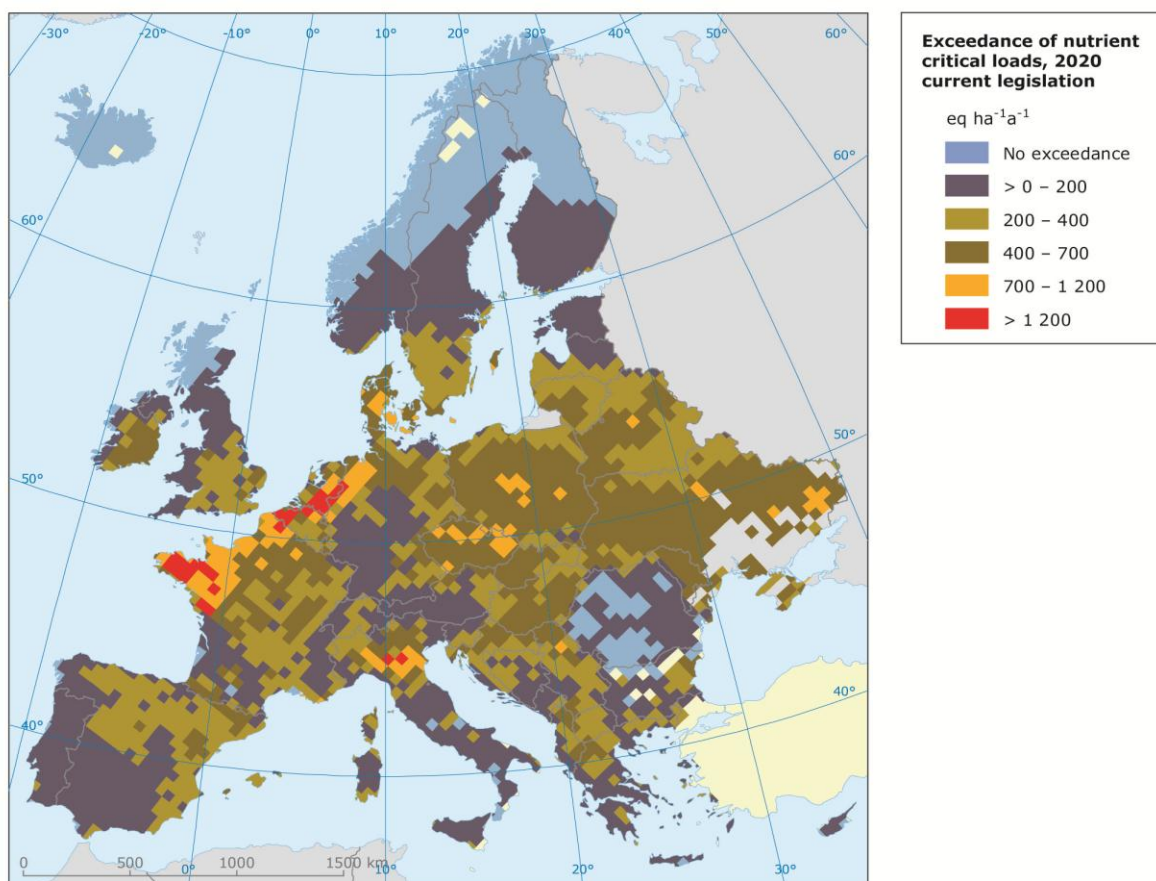 -30°
-20°
-10°
0°
10°
20°
30°
40°
50°
60°
60°
60°
50°
50°
40°
40°
0
500
1000
1500 km
0°
10°
20°
30°
Exceedance of nutrient
critical loads, 2020
current legislation
eq ha⁻¹a⁻¹
No exceedance
> 0 – 200
200 – 400
400 – 700
700 – 1 200
> 1 200